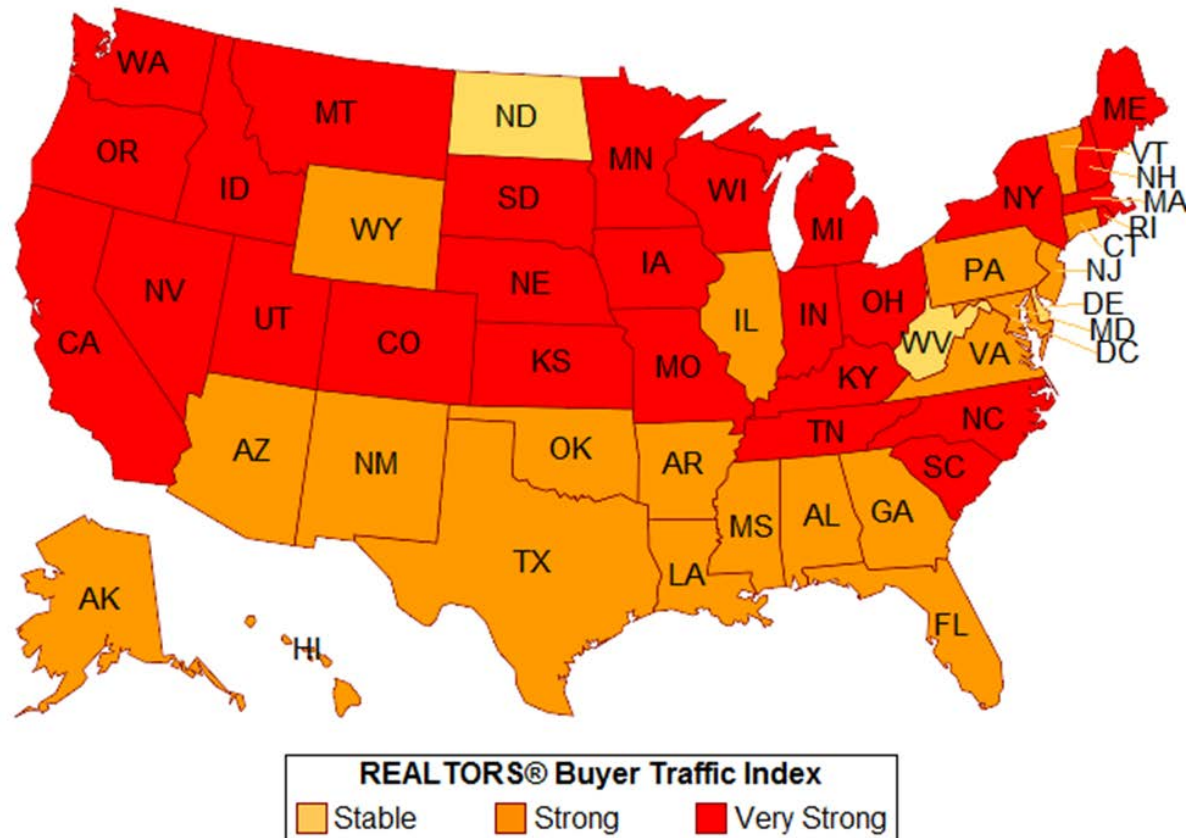 WA
MT
ND
ME
OR
MN
VT
ID
SD
WI
NH
NY
MA
WY
MI
RI
CT
IA
PA
NJ
NE
NV
OH
UT
IL
IN
DE
CO
MD
CA
WV
VA
DC
KS
MO
KY
NC
TN
AZ
OK
NM
AR
SC
GA
MS
AL
TX
LA
AK
FL
HI
REALTORS® Buyer Traffic Index
Stable Strong Very Strong